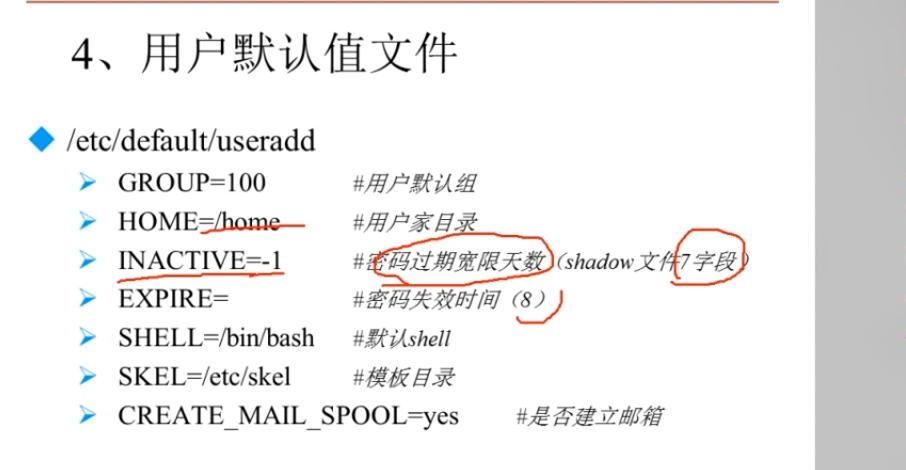 4、用户默认值文件
/etc/default/useradd
GROUP=100 #用户默认组
HOME=/home #用户家目录
INACTIVE=-1 #密码过期宽限天数（shadow文件7字段）
EXPIRE= #密码失效时间（8）
SHELL=/bin/bash #默认shell
SKEL=/etc/skel #模板目录
CREATE_MAIL_SPOOL=yes #是否建立邮箱